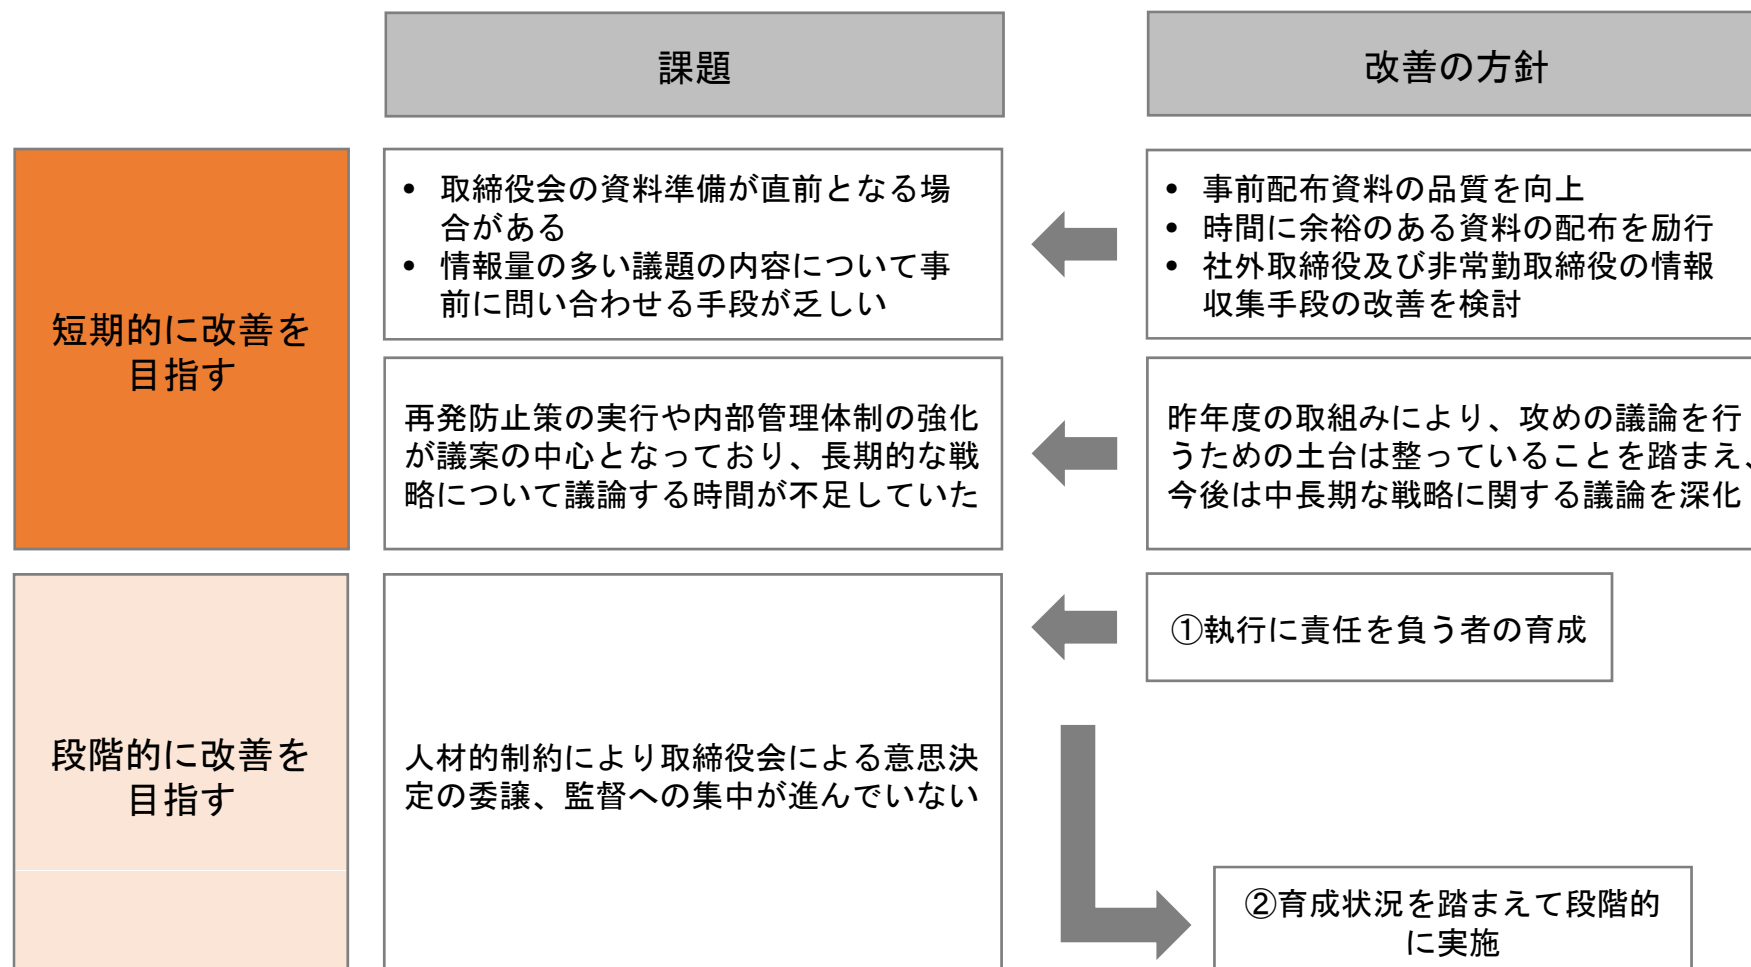 課題
改善の方針
短期的に改善を
目指す
• 取締役会の資料準備が直前となる場
合がある
• 情報量の多い議題の内容について事
前に問い合わせる手段が乏しい
• 事前配布資料の品質を向上
• 時間に余裕のある資料の配布を励行
• 社外取締役及び非常勤取締役の情報
収集手段の改善を検討
再発防止策の実行や内部管理体制の強化
が議案の中心となっており、長期的な戦
略について議論する時間が不足していた
昨年度の取組みにより、攻めの議論を行
うための土台は整っていることを踏まえ、
今後は中長期な戦略に関する議論を深化
段階的に改善を
目指す
人材的制約により取締役会による意思決
定の委譲、監督への集中が進んでいない
①執行に責任を負う者の育成
②育成状況を踏まえて段階的
に実施